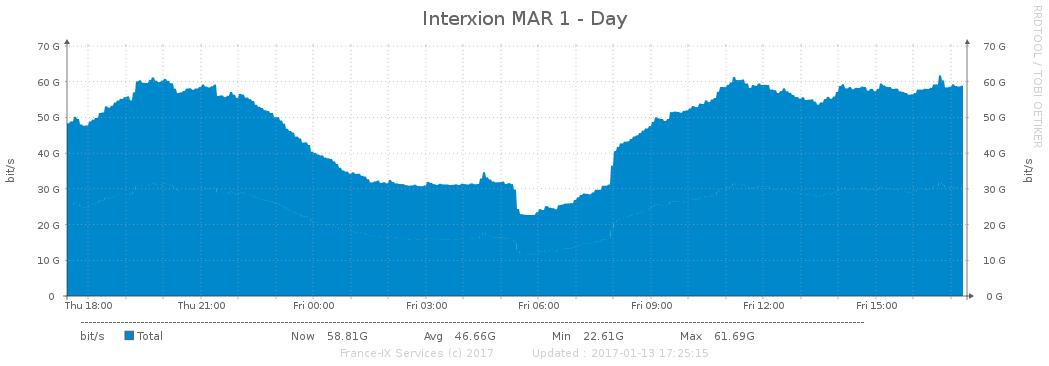 Interxion MAR 1 - Day
RRDTOOL / TOBI OETIKER
bit/s
70 G 70 G
60 G 60 G
50 G 50 G
40 G 40 G
30 G 30 G
20 G 20 G
10 G 10 G
0 0 G
bit/s
Thu 18:00 Thu 21:00 Fri 00:00 Fri 03:00 Fri 06:00 Fri 09:00 Fri 12:00 Fri 15:00
bit/s Total Now 58.81G Avg 46.66G Min 22.61G Max 61.69G
France-IX Services (c) 2017 Updated : 2017-01-13 17:25:15